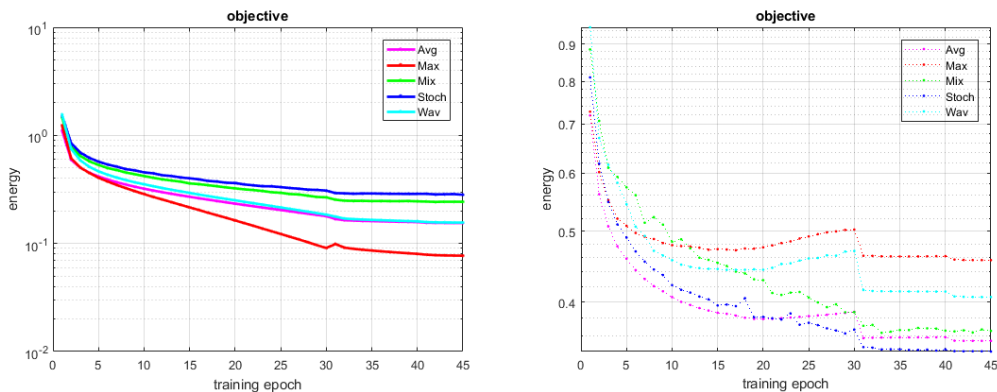 objective
10^1
10^0
10^-1
10^-2
energy
0 5 10 15 20 25 30 35 40 45
training epoch
Avg
Max
Mix
Stoch
Wav
objective
0.9
0.8
0.7
0.6
0.5
0.4
energy
0 5 10 15 20 25 30 35 40 45
training epoch
Avg
Max
Mix
Stoch
Wav